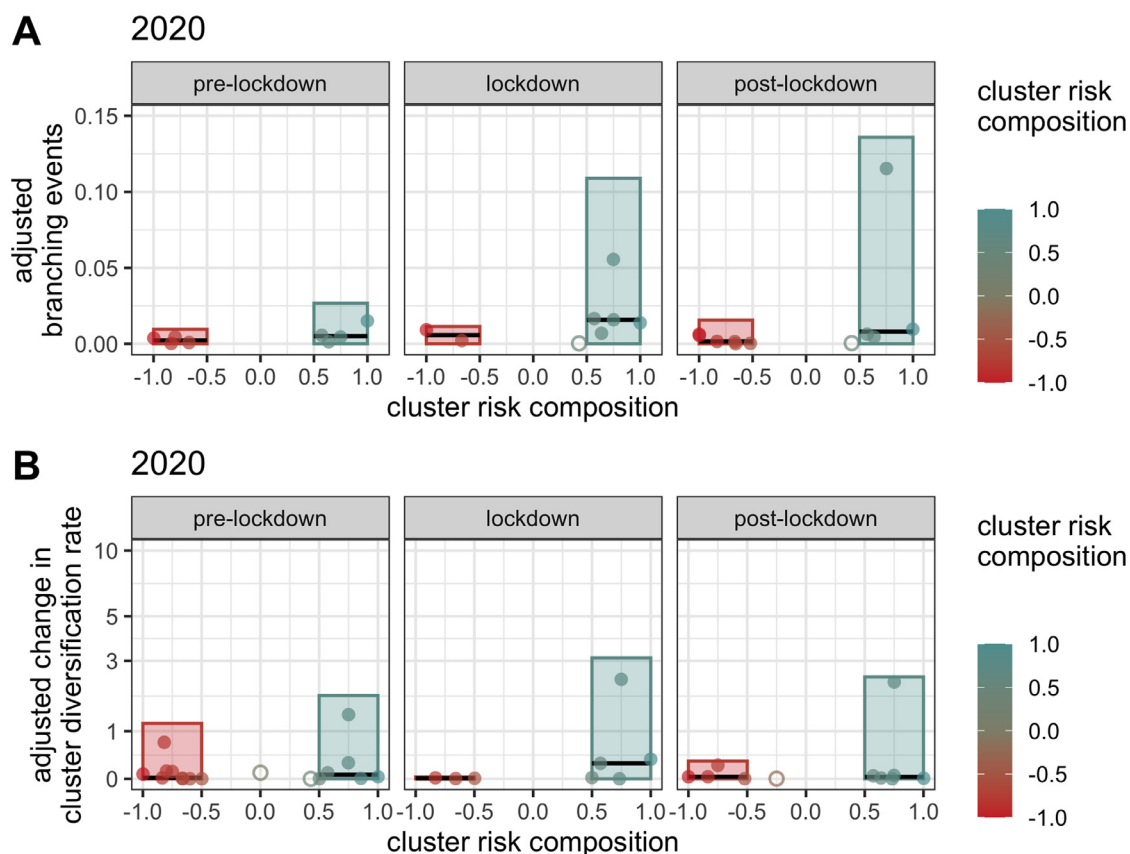 A
2020
pre-lockdown
lockdown
post-lockdown
adjusted
branching events
0.15
0.10
0.05
0.00
-1.0 -0.5 0.0 0.5 1.0
-1.0 -0.5 0.0 0.5 1.0
-1.0 -0.5 0.0 0.5 1.0
cluster risk composition
cluster risk
composition
1.0
0.5
0.0
-0.5
-1.0
B
2020
pre-lockdown
lockdown
post-lockdown
adjusted change in
cluster diversification rate
10
5
3
1
0
-1.0 -0.5 0.0 0.5 1.0
-1.0 -0.5 0.0 0.5 1.0
-1.0 -0.5 0.0 0.5 1.0
cluster risk composition
cluster risk
composition
1.0
0.5
0.0
-0.5
-1.0